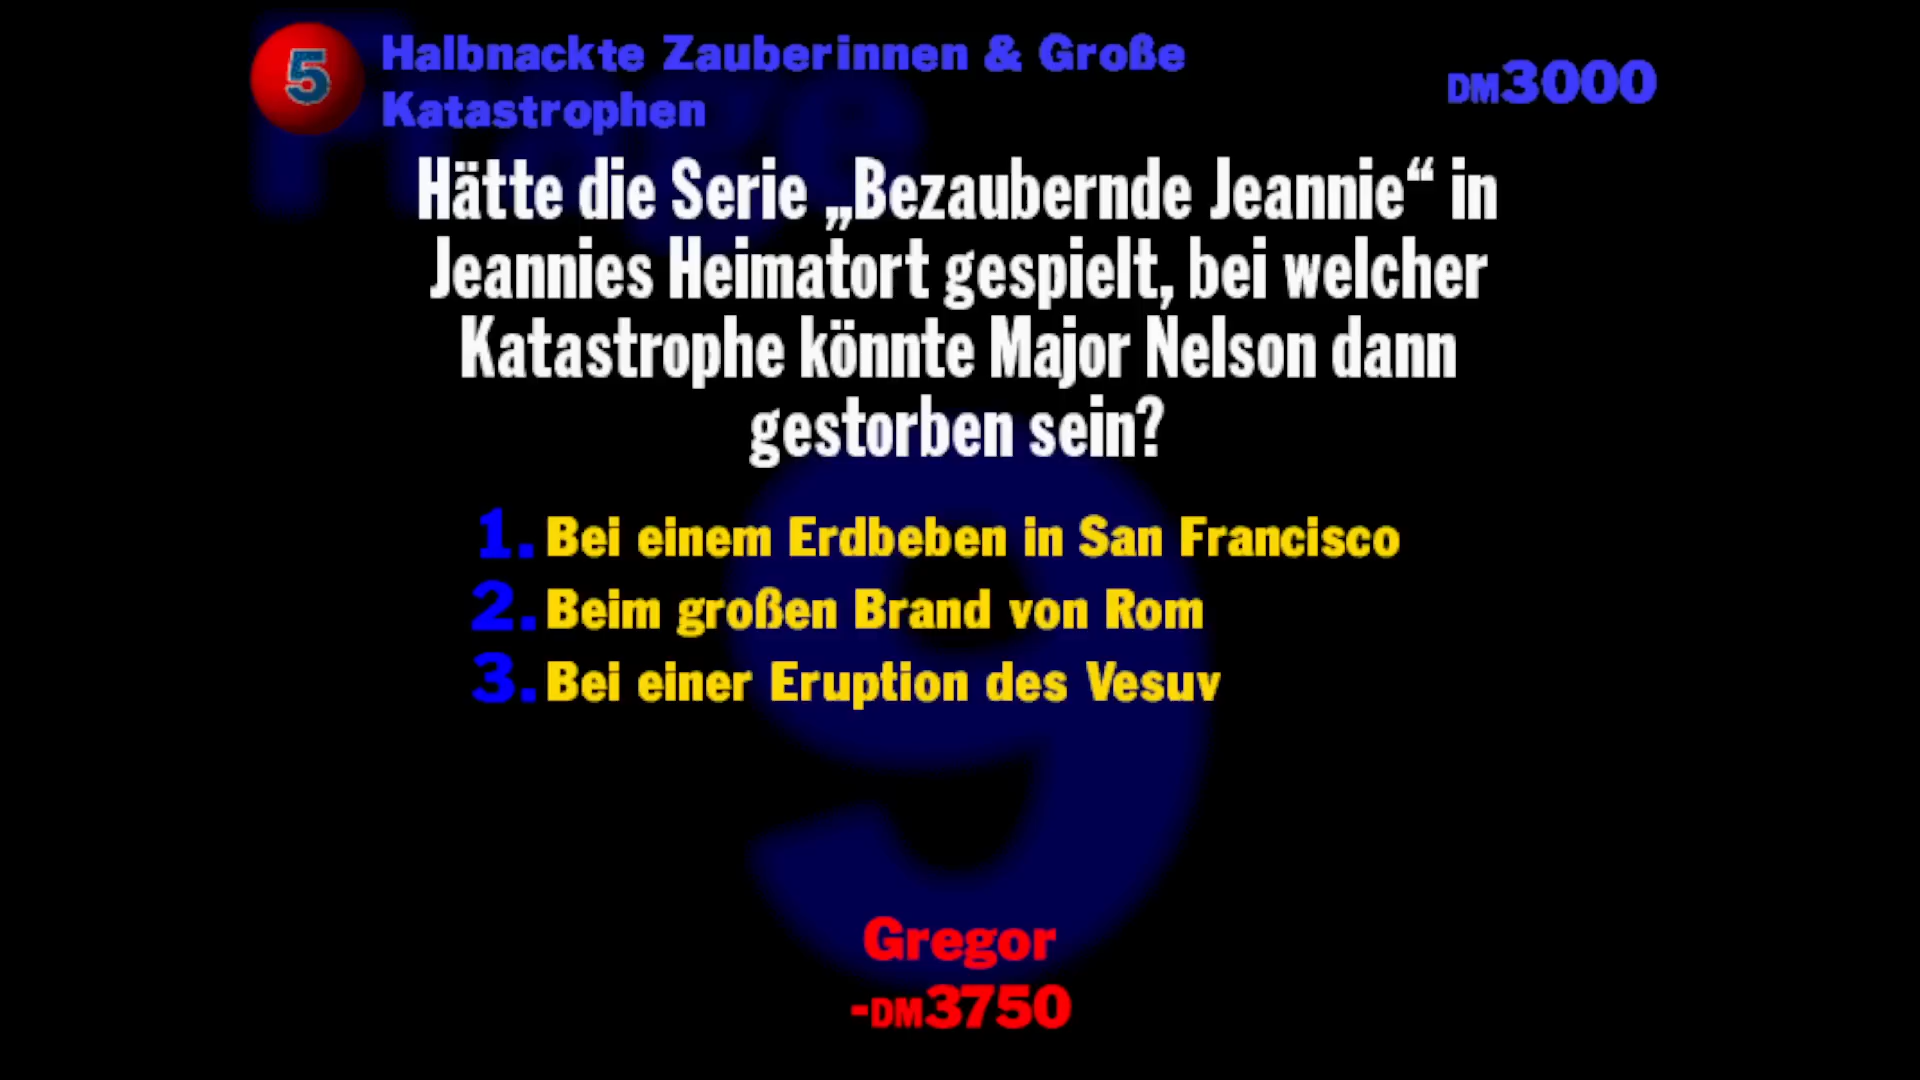 5
Halbnackte Zauberinnen & Große
Katastrophen
DM3000
Hätte die Serie „Bezaubernde Jeannie“ in
Jeannies Heimatort gespielt, bei welcher
Katastrophe könnte Major Nelson dann
gestorben sein?
1. Bei einem Erdbeben in San Francisco
2. Beim großen Brand von Rom
3. Bei einer Eruption des Vesuv
Frage
9
Gregor
-DM3750